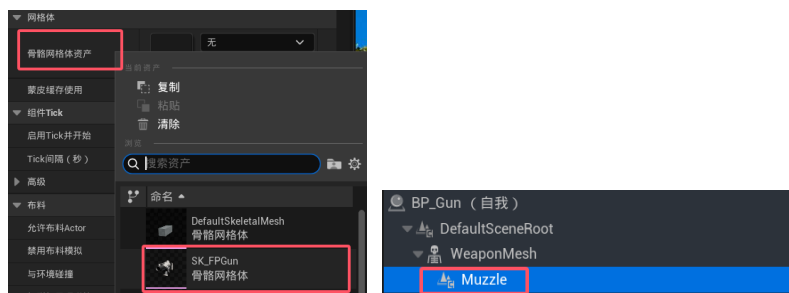 网格体
骨骼网格体资产
无
当前资产
复制
粘贴
清除
浏览
搜索资产
蒙皮缓存使用
组件Tick
启用Tick并开始
Tick间隔（秒）
高级
布料
允许布料Actor
禁用布料模拟
与环境碰撞
命名
DefaultSkeletalMesh
骨骼网格体
SK_FPGun
骨骼网格体
BP_Gun （自我）
DefaultSceneRoot
WeaponMesh
Muzzle